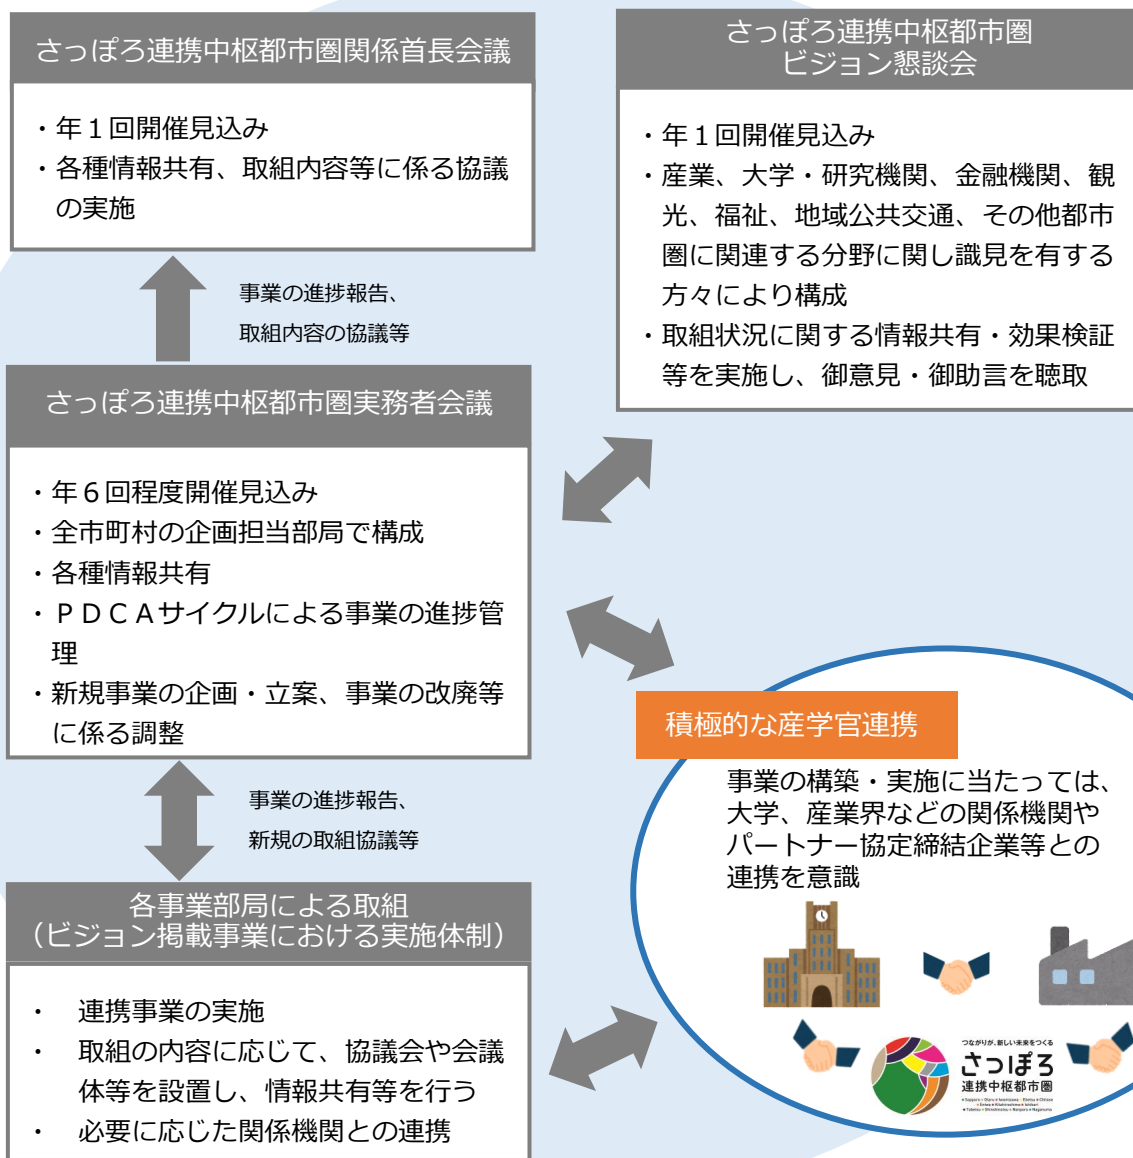 さっぽろ連携中枢都市圏関係首長会議
・年１回開催見込み
・各種情報共有、取組内容等に係る協議
の実施
事業の進捗報告、
取組内容の協議等
さっぽろ連携中枢都市圏実務者会議
・年６回程度開催見込み
・全市町村の企画担当部局で構成
・各種情報共有
・ＰＤＣＡサイクルによる事業の進捗管
理
・新規事業の企画・立案、事業の改廃等
に係る調整
事業の進捗報告、
新規の取組協議等
各事業部局による取組
（ビジョン掲載事業における実施体制）
・ 連携事業の実施
・ 取組の内容に応じて、協議会や会議
体等を設置し、情報共有等を行う
・ 必要に応じた関係機関との連携
さっぽろ連携中枢都市圏
ビジョン懇談会
・年１回開催見込み
・産業、大学・研究機関、金融機関、観
光、福祉、地域公共交通、その他都市
圏に関連する分野に関し識見を有する
方々により構成
・取組状況に関する情報共有・効果検証
等を実施し、御意見・御助言を聴取
積極的な産学官連携
事業の構築・実施に当たっては、
大学、産業界などの関係機関や
パートナー協定締結企業等との
連携を意識
つながりが、新しい未来をつくる
さっぽろ
連携中枢都市圏